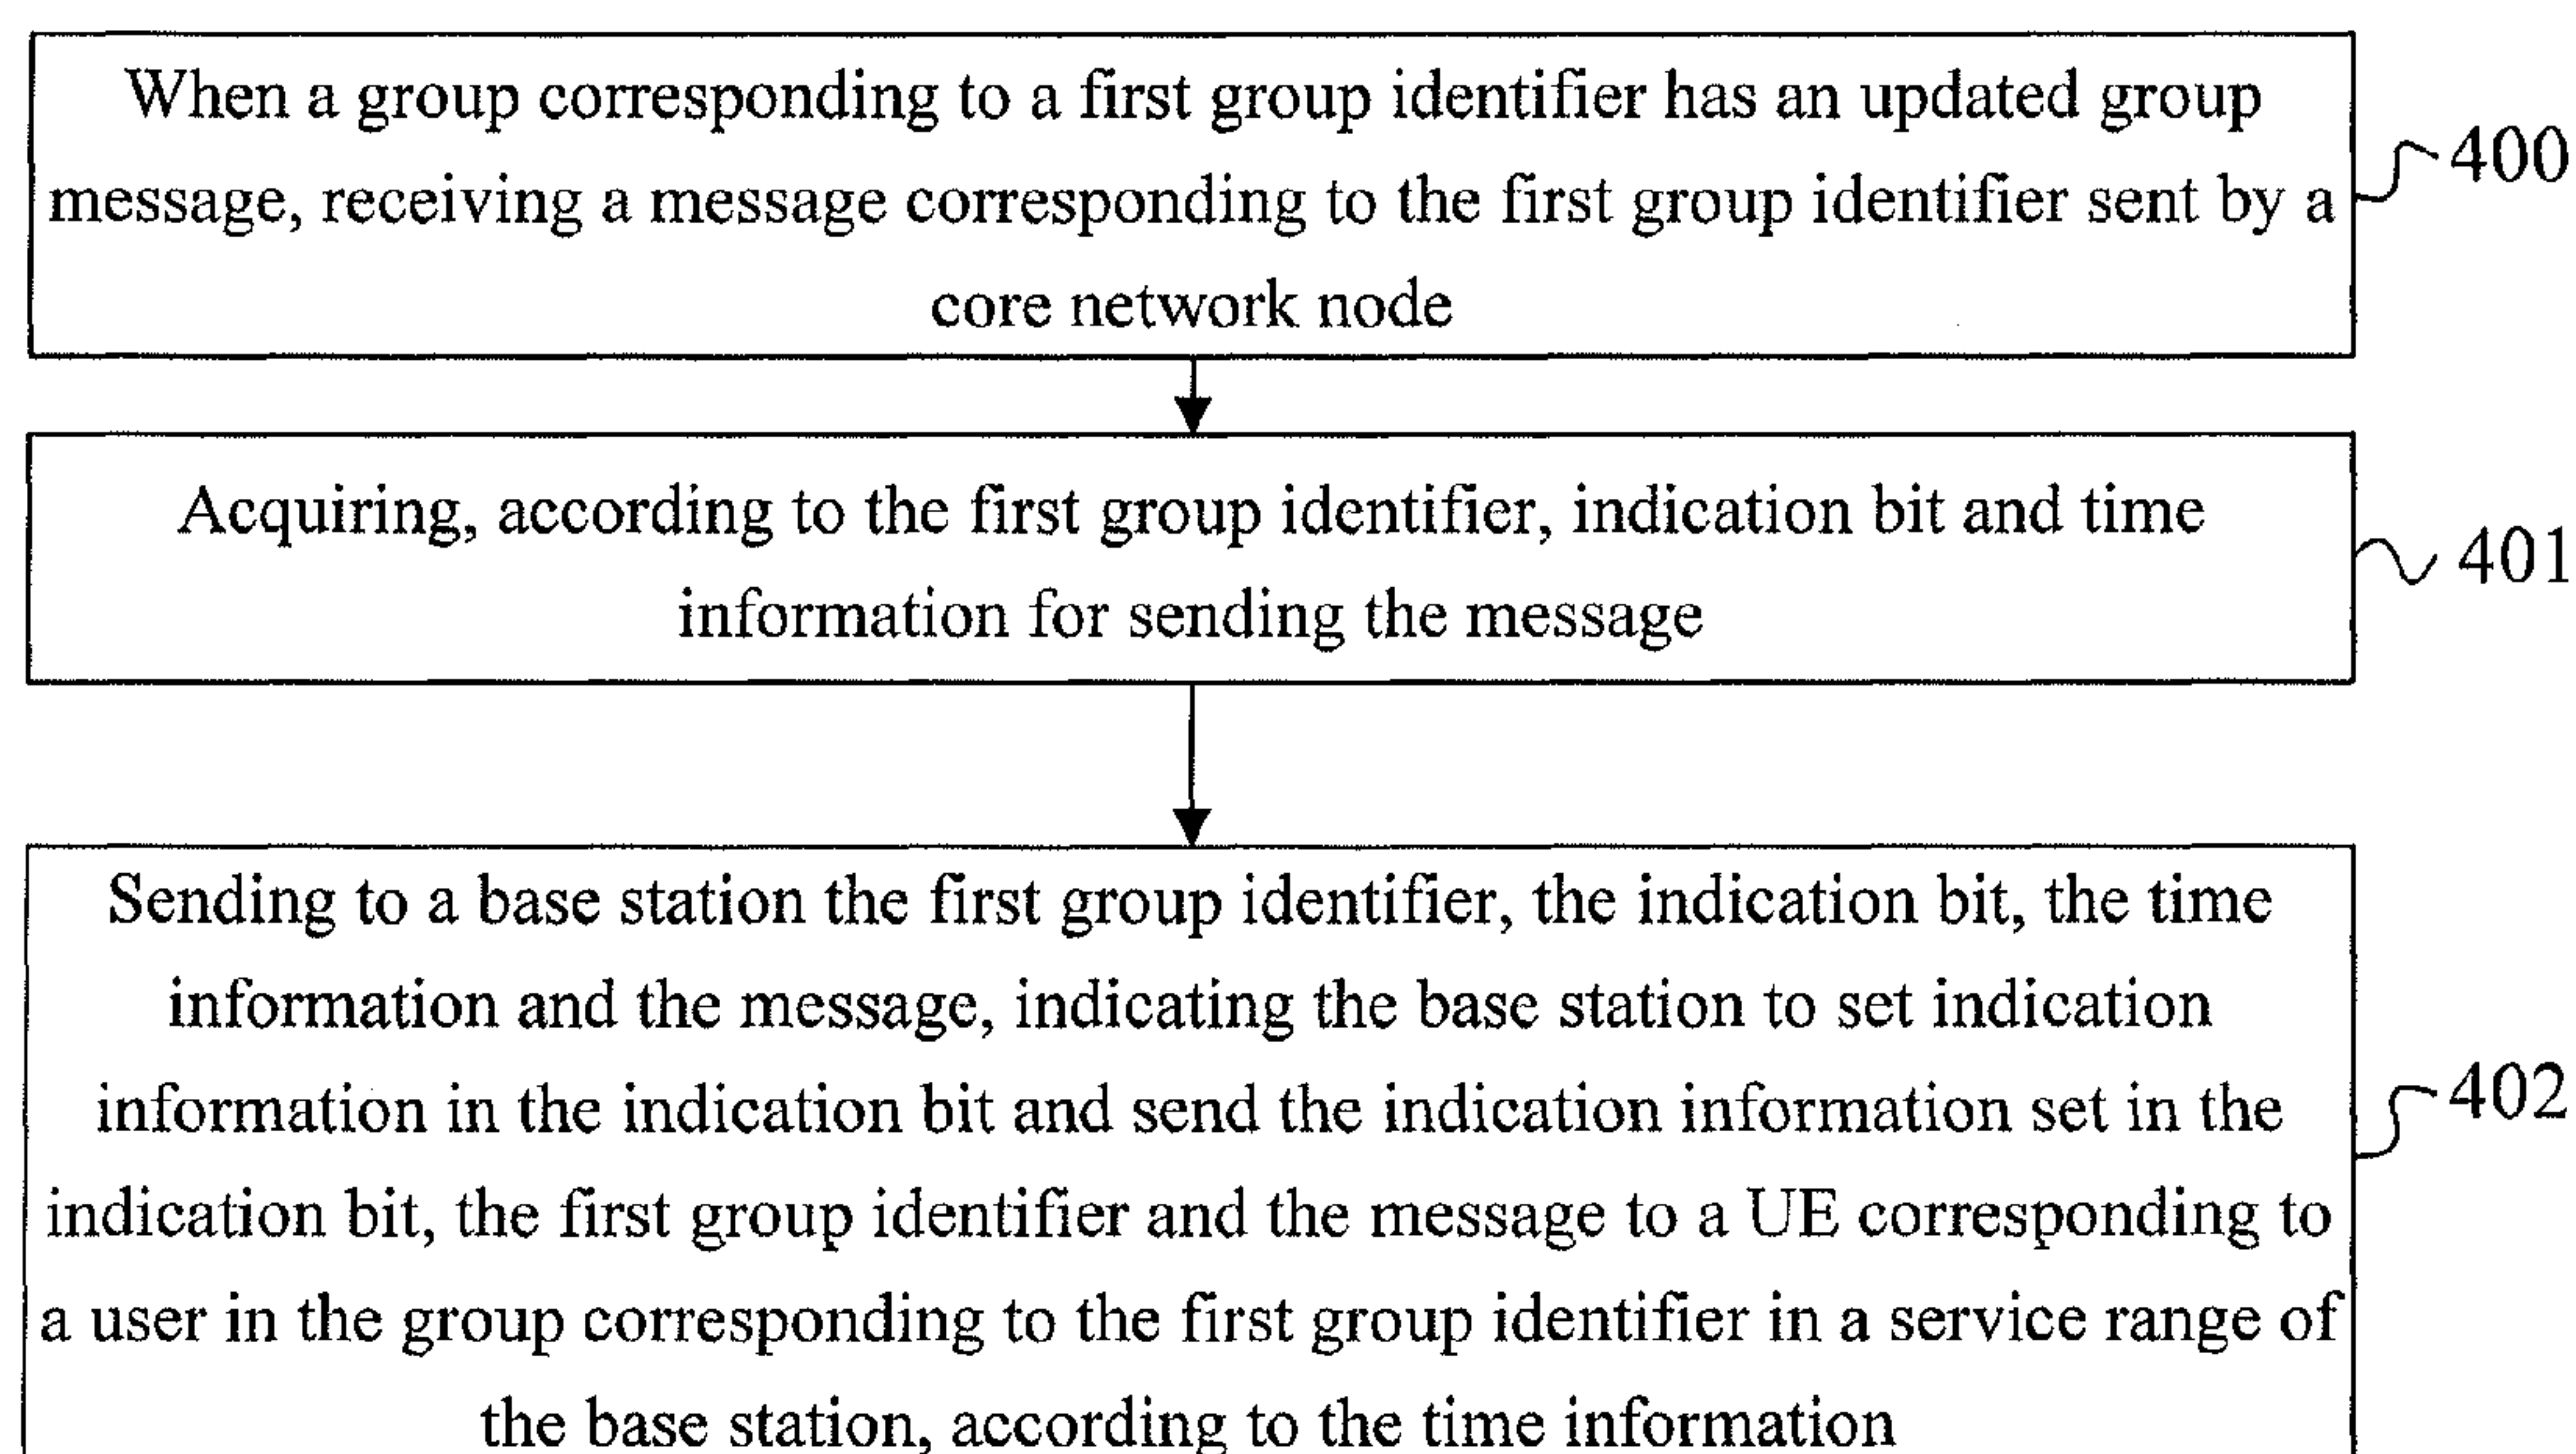 When a group corresponding to a first group identifier has an updated group
message, receiving a message corresponding to the first group identifier sent by a
core network node
400
Acquiring, according to the first group identifier, indication bit and time
information for sending the message
401
Sending to a base station the first group identifier, the indication bit, the time
information and the message, indicating the base station to set indication
information in the indication bit and send the indication information set in the
indication bit, the first group identifier and the message to a UE corresponding to
a user in the group corresponding to the first group identifier in a service range of
the base station, according to the time information
402